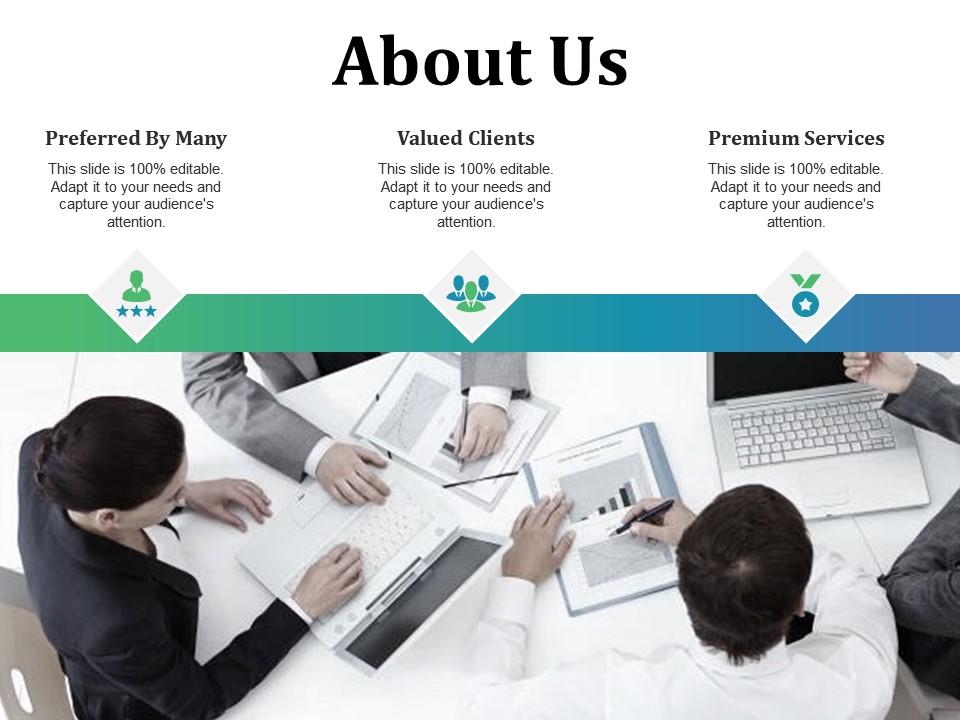 About Us
Preferred By Many
This slide is 100% editable.
Adapt it to your needs and
capture your audience's
attention.
Valued Clients
This slide is 100% editable.
Adapt it to your needs and
capture your audience's
attention.
Premium Services
This slide is 100% editable.
Adapt it to your needs and
capture your audience's
attention.